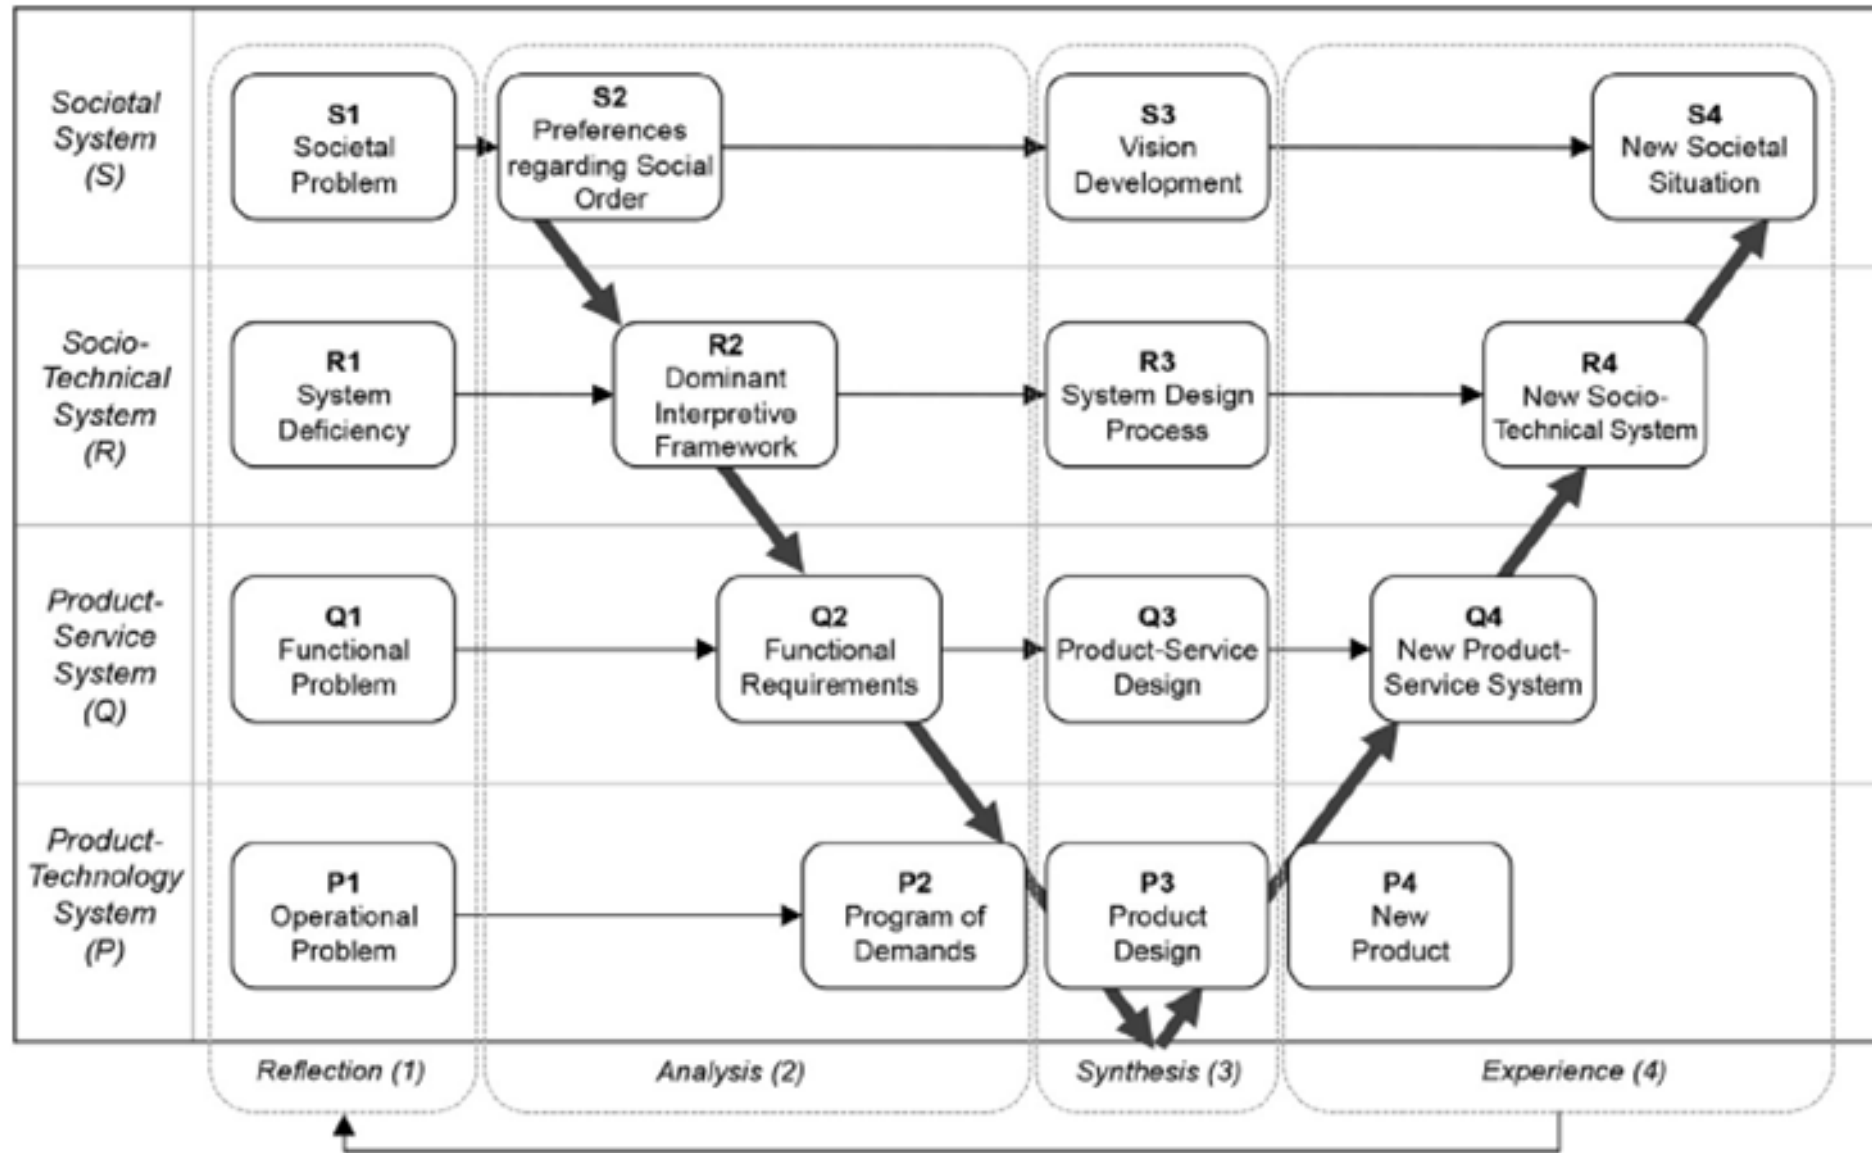 Societal
System
(S)
S1
Societal
Problem
S2
Preferences
regarding Social
Order
S3
Vision
Development
S4
New Societal
Situation
Socio-
Technical
System
(R)
R1
System
Deficiency
R2
Dominant
Interpretive
Framework
R3
System Design
Process
R4
New Socio-
Technical System
Product-
Service
System
(Q)
Q1
Functional
Problem
Q2
Functional
Requirements
Q3
Product-Service
Design
Q4
New Product-
Service System
Product-
Technology
System
(P)
P1
Operational
Problem
P2
Program of
Demands
P3
Product
Design
P4
New
Product
Reflection (1)
Analysis (2)
Synthesis (3)
Experience (4)